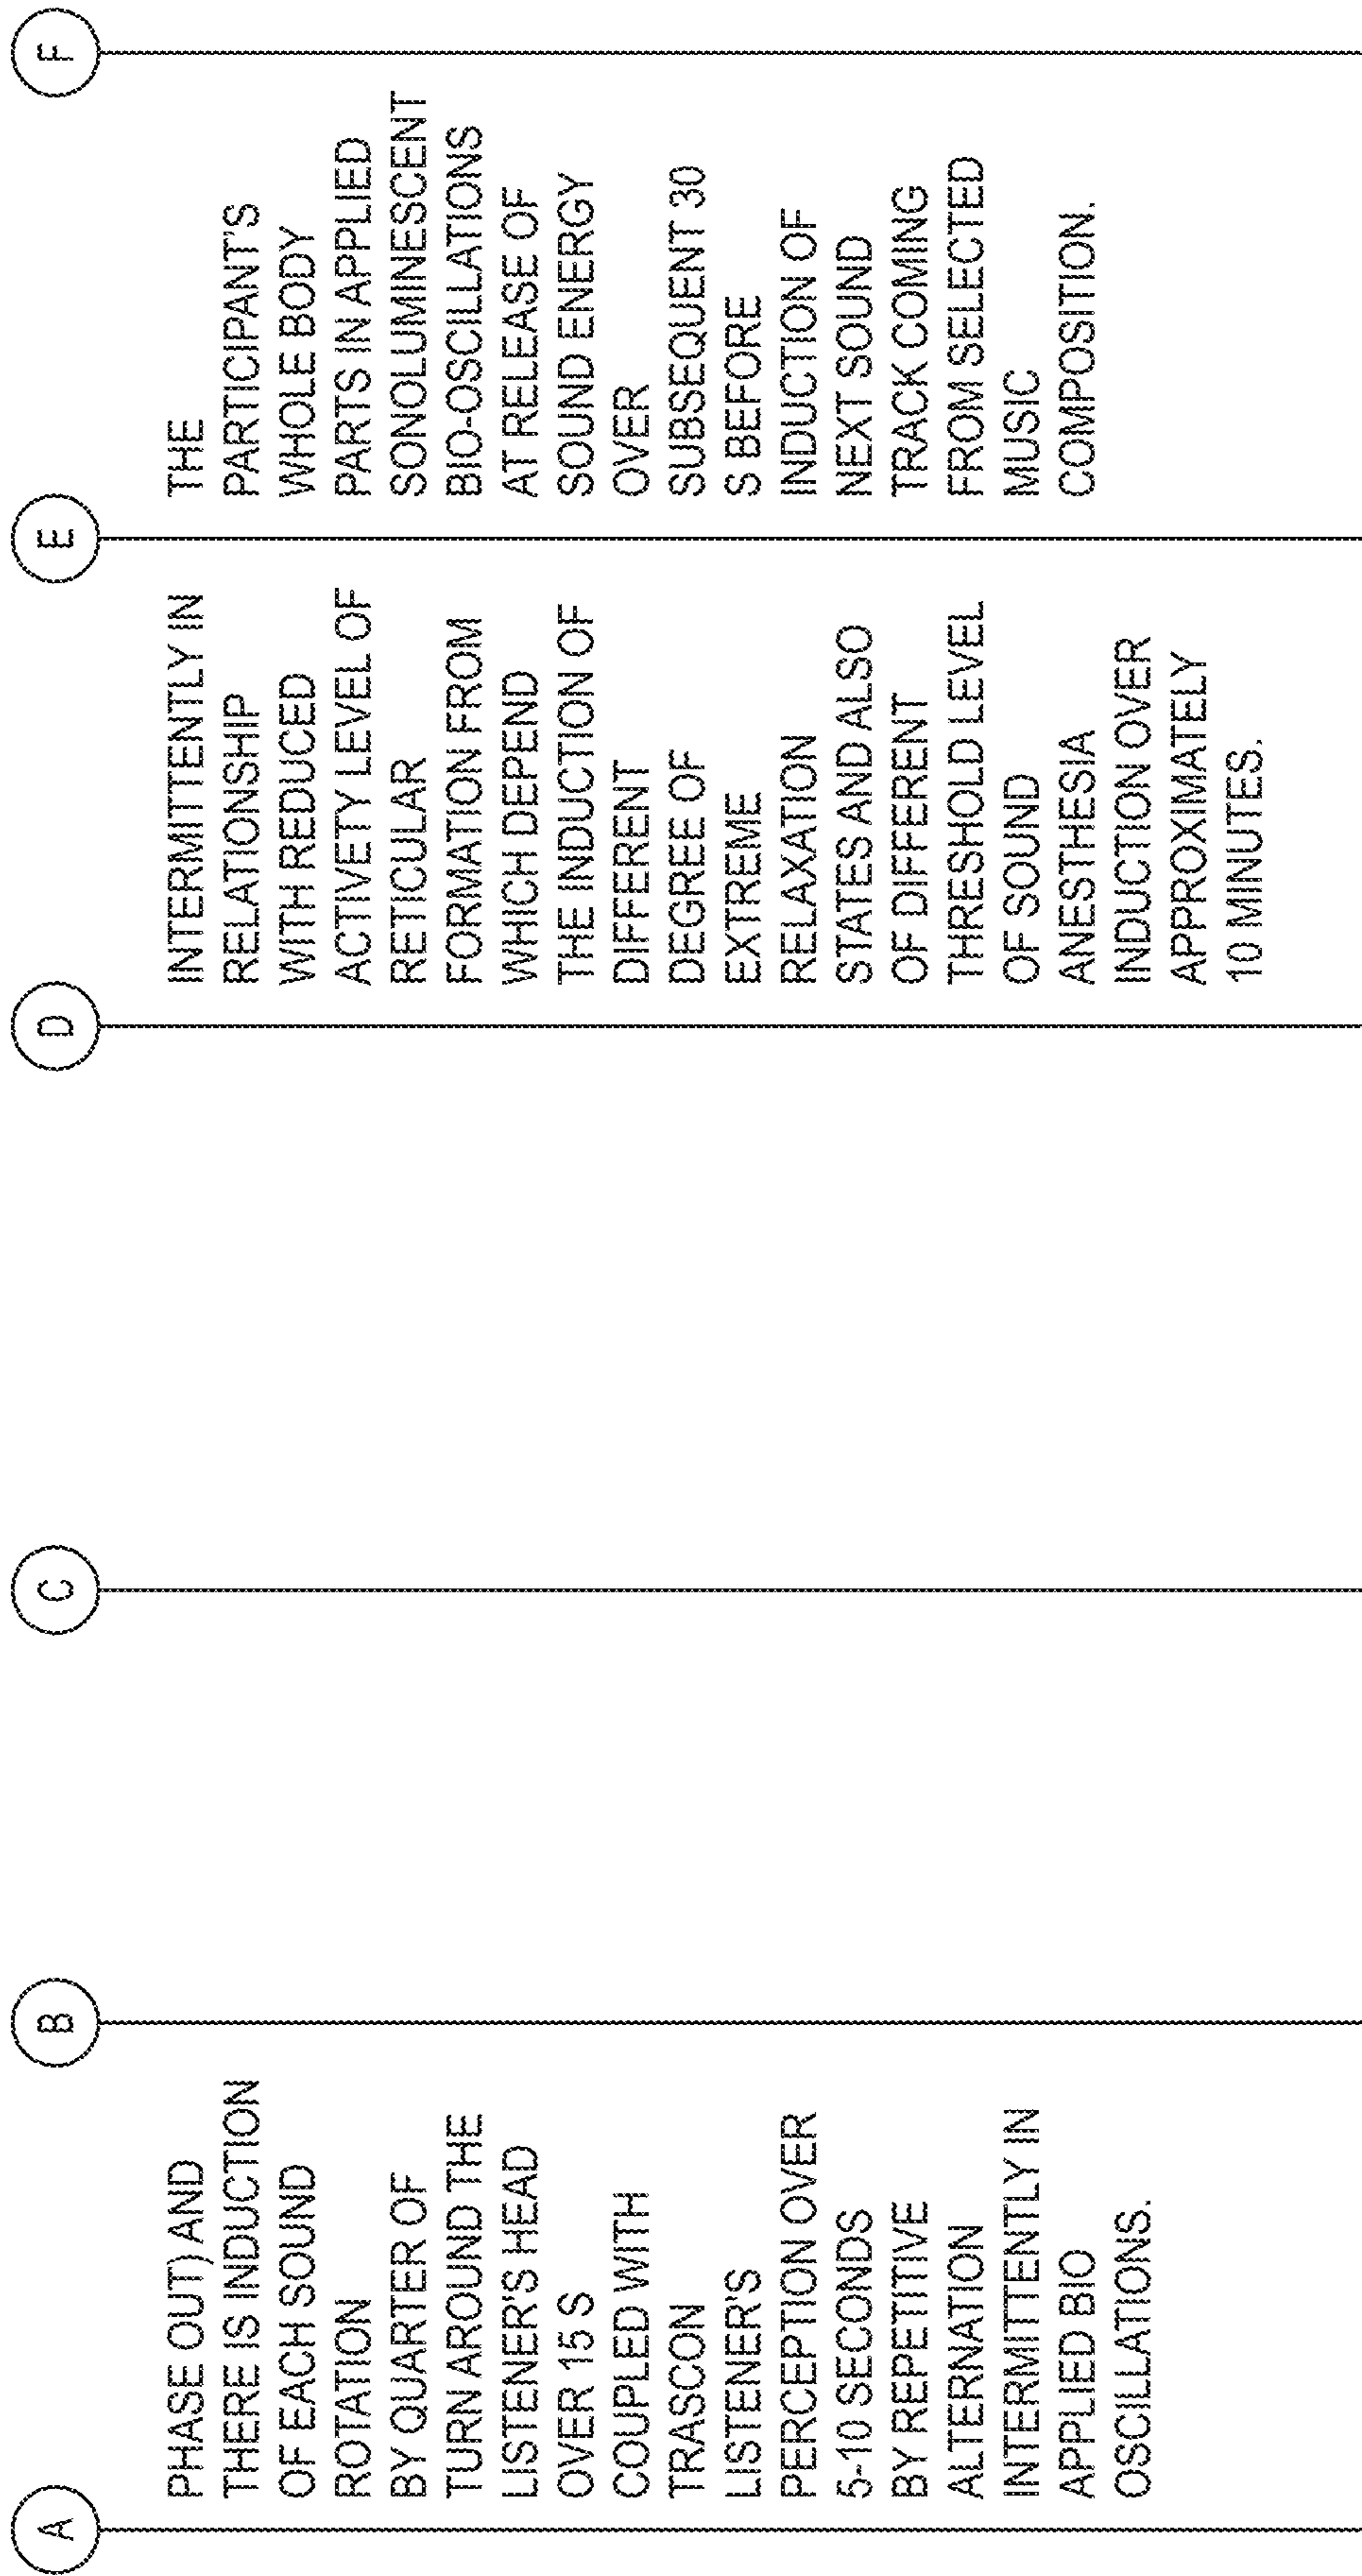 A
PHASE OUT) AND
THERE IS INDUCTION
OF EACH SOUND
ROTATION
BY QUARTER OF
TURN AROUND THE
LISTENER'S HEAD
OVER 15 S
COUPLED WITH
TRASCON
LISTENER'S
PERCEPTION OVER
5-10 SECONDS
BY REPETITIVE
ALTERNATION
INTERMITTENTLY IN
APPLIED BIO
OSCILLATIONS.
B
C
D
INTERMITTENTLY IN
RELATIONSHIP
WITH REDUCED
ACTIVETY LEVEL OF
RETICULAR
FORMATION FROM
WHICH DEPEND
THE INDUCTION OF
DIFFERENT
DEGREE OF
EXTREME
RELAXATION
STATES AND ALSO
OF DIFFERENT
THRESHOLD LEVEL
OF SOUND
ANESTHESIA
INDUCTION OVER
APPROXIMATELY
10 MINUTES.
E
THE
PARTICIPANT'S
WHOLE BODY
PARTS IN APPLIED
SONOLUMINESCENT
BIO-OSCILLATIONS
AT RELEASE OF
SOUND ENERGY
OVER
SUBSEQUENT 30
S BEFORE
INDUCTION OF
NEXT SOUND
TRACK COMING
FROM SELECTED
MUSIC
COMPOSITION.
F